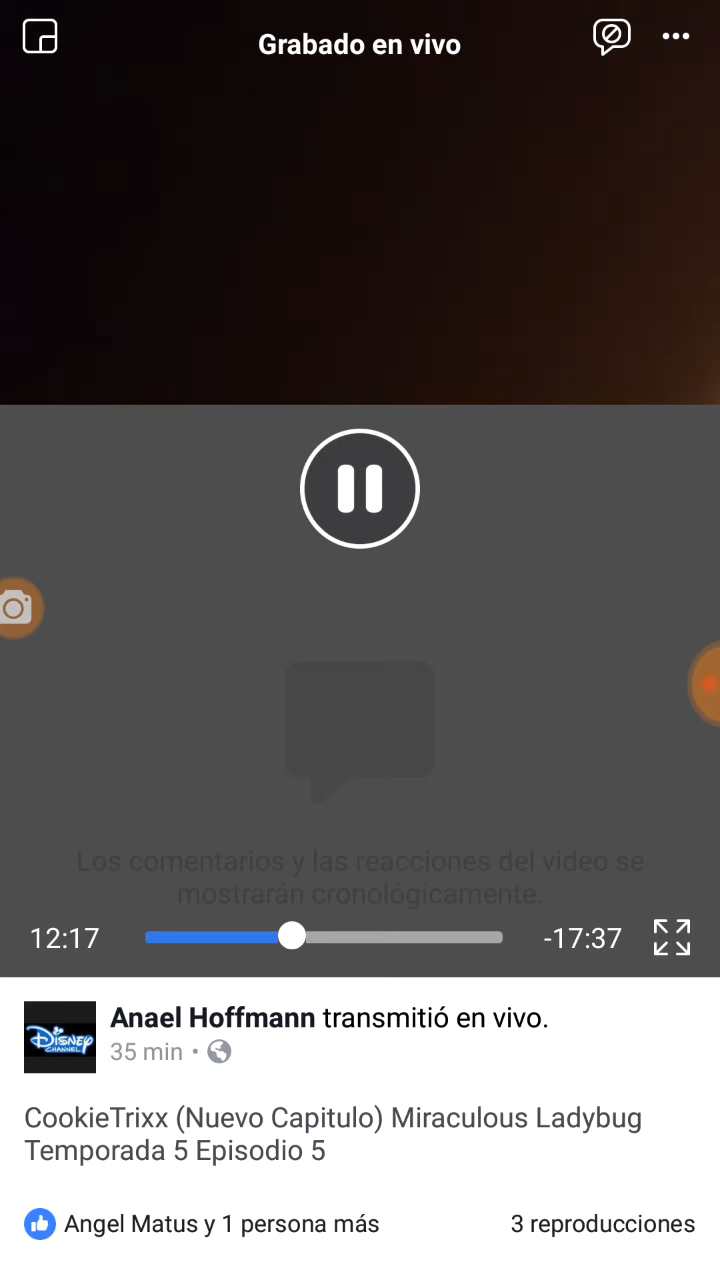 Grabado en vivo
Los comentarios y las reacciones del video se
mostrarán cronológicamente.
12:17
-17:37
DISNEY
CHANNEL
Anael Hoffmann transmitió en vivo.
35 min •
CookieTrixx (Nuevo Capitulo) Miraculous Ladybug
Temporada 5 Episodio 5
Angel Matus y 1 persona más
3 reproducciones